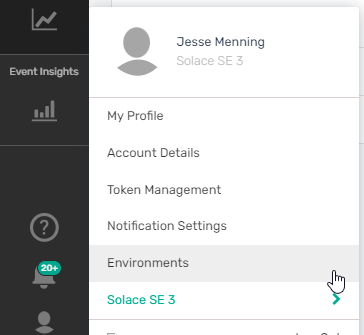 Jesse Menning
Solace SE 3
Event Insights
My Profile
Account Details
Token Management
Notification Settings
Environments
20+
Solace SE 3